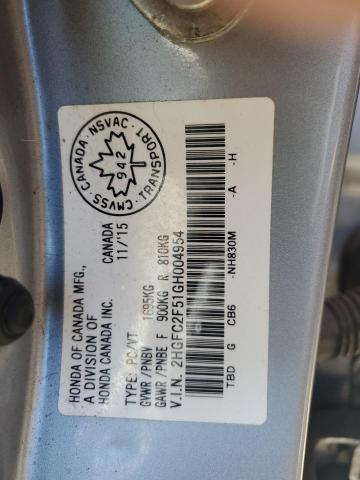 HONDA OF CANADA MFG.,
A DIVISION OF
HONDA CANADA INC.
CANADA
11/'15
CMVSS · CANADA · NSVAC · TRANSPORT
942
TYPE: PC/VT
GVWR /PNBV 1695KG
GAWR /PNBE F 900KG R 810KG
V.I.N. 2HGFC2F51GH004954
TBD G CB6 -NH830M -A -H